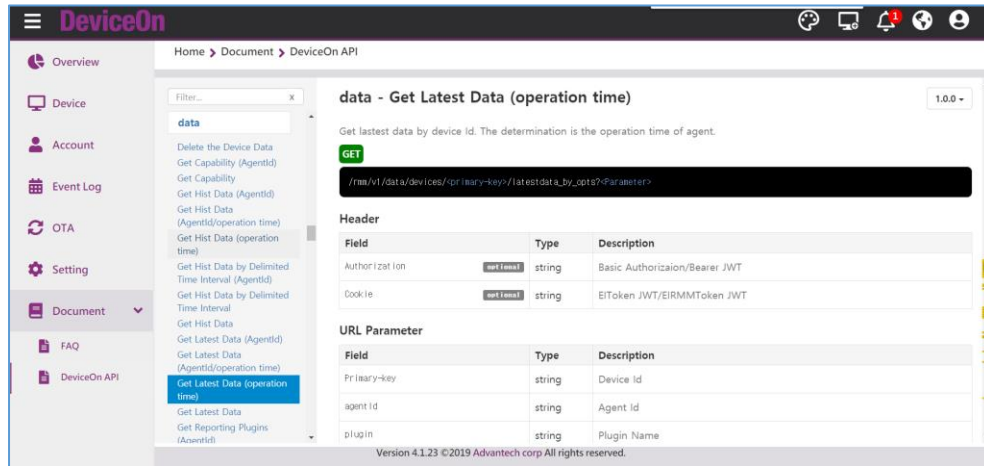 DeviceOn
1
Home > Document > DeviceOn API
Overview
Device
Account
Event Log
OTA
Setting
Document
FAQ
DeviceOn API
Filter...
x
data
Delete the Device Data
Get Capability (AgentId)
Get Capability
Get Hist Data (AgentId)
Get Hist Data
(AgentId/operation time)
Get Hist Data (operation
time)
Get Hist Data by Delimited
Time Interval (AgentId)
Get Hist Data by Delimited
Time Interval
Get Hist Data
Get Latest Data (AgentId)
Get Latest Data
(AgentId/operation time)
Get Latest Data (operation
time)
Get Latest Data
Get Reporting Plugins
(AgentId)
data - Get Latest Data (operation time)
1.0.0
Get lastest data by device Id. The determination is the operation time of agent.
GET
/rmm/v1/data/devices/<primary-key>/latestdata_by_opts?<Parameter>
Header
Field Type Description
Authorization optional string Basic Authorizaion/Bearer JWT
Cookie optional string EIToken JWT/EIRMMToken JWT
URL Parameter
Field Type Description
Primary-key string Device Id
agentId string Agent Id
plugin string Plugin Name
Version 4.1.23 ©2019 Advantech corp All rights reserved.